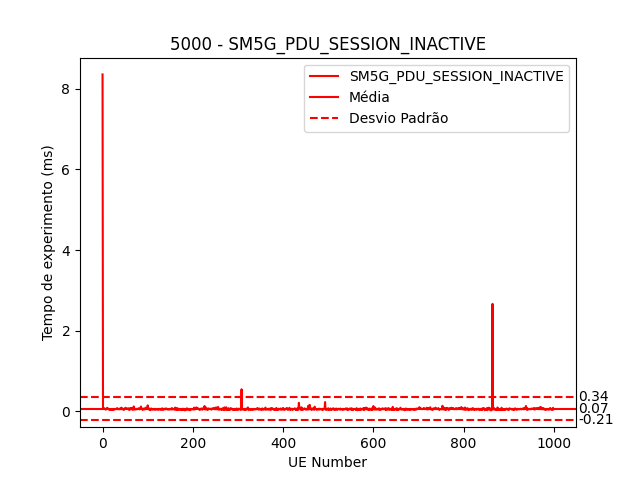 5000 - SM5G_PDU_SESSION_INACTIVE
SM5G_PDU_SESSION_INACTIVE
Média
Desvio Padrão
Tempo de experimento (ms)
8
6
4
2
0
0.34
0.07
-0.21
0 200 400 600 800 1000
UE Number